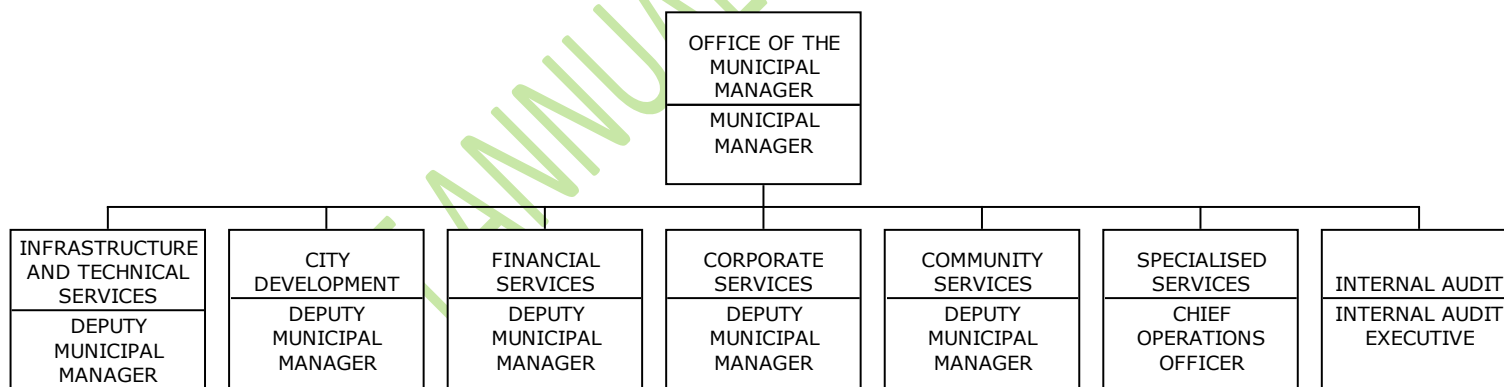 OFFICE OF THE
MUNICIPAL
MANAGER
MUNICIPAL
MANAGER
INFRASTRUCTURE
AND TECHNICAL
SERVICES
DEPUTY
MUNICIPAL
MANAGER
CITY
DEVELOPMENT
DEPUTY
MUNICIPAL
MANAGER
FINANCIAL
SERVICES
DEPUTY
MUNICIPAL
MANAGER
CORPORATE
SERVICES
DEPUTY
MUNICIPAL
MANAGER
COMMUNITY
SERVICES
DEPUTY
MUNICIPAL
MANAGER
SPECIALISED
SERVICES
CHIEF
OPERATIONS
OFFICER
INTERNAL AUDIT
INTERNAL AUDIT
EXECUTIVE